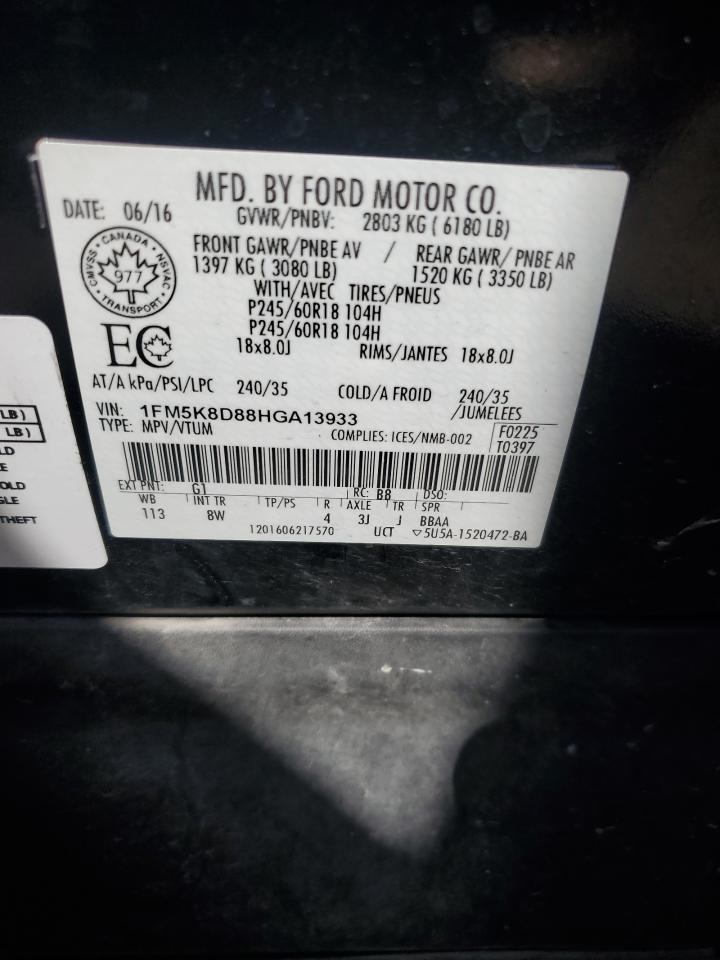 MFD. BY FORD MOTOR CO.
DATE: 06/16 GVWR/PNBV: 2803 KG ( 6180 LB)
FRONT GAWR/PNBE AV / REAR GAWR/ PNBE AR
1397 KG ( 3080 LB) 1520 KG ( 3350 LB)
CANADA
CMVSS 977 NSVAC
TRANSPORT
WITH/AVEC TIRES/PNEUS
P245/60R18 104H
P245/60R18 104H
EC
18x8.0J RIMS/JANTES 18x8.0J
AT/A kPa/PSI/LPC 240/35 COLD/A FROID 240/35
VIN: 1FM5K8D88HGA13933 /JUMELEES
TYPE: MPV/VTUM COMPLIES: ICES/NMB-002 F0225
T0397
EXT PNT: G1 RC: B8 DSO:
WB INT TR TP/PS R AXLE TR SPR
113 8W 4 3J J BBAA
1201606217570 UCT ▽5U5A-1520472-BA
LB)
LB)
LD
E
OLD
GLE
THEFT